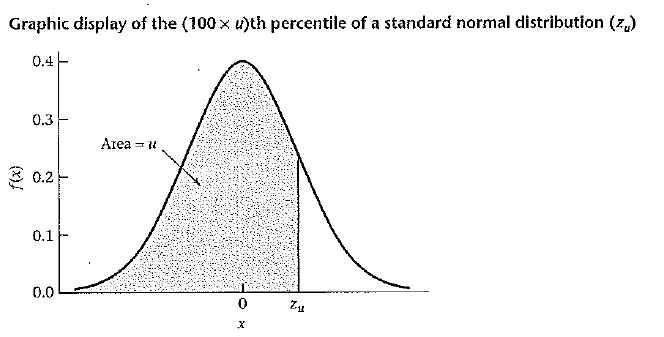 Graphic display of the (100 × u)th percentile of a standard normal distribution (zᵤ)
0.4
0.3
Area = u
0.2
f(x)
0.1
0.0
0
zᵤ
x